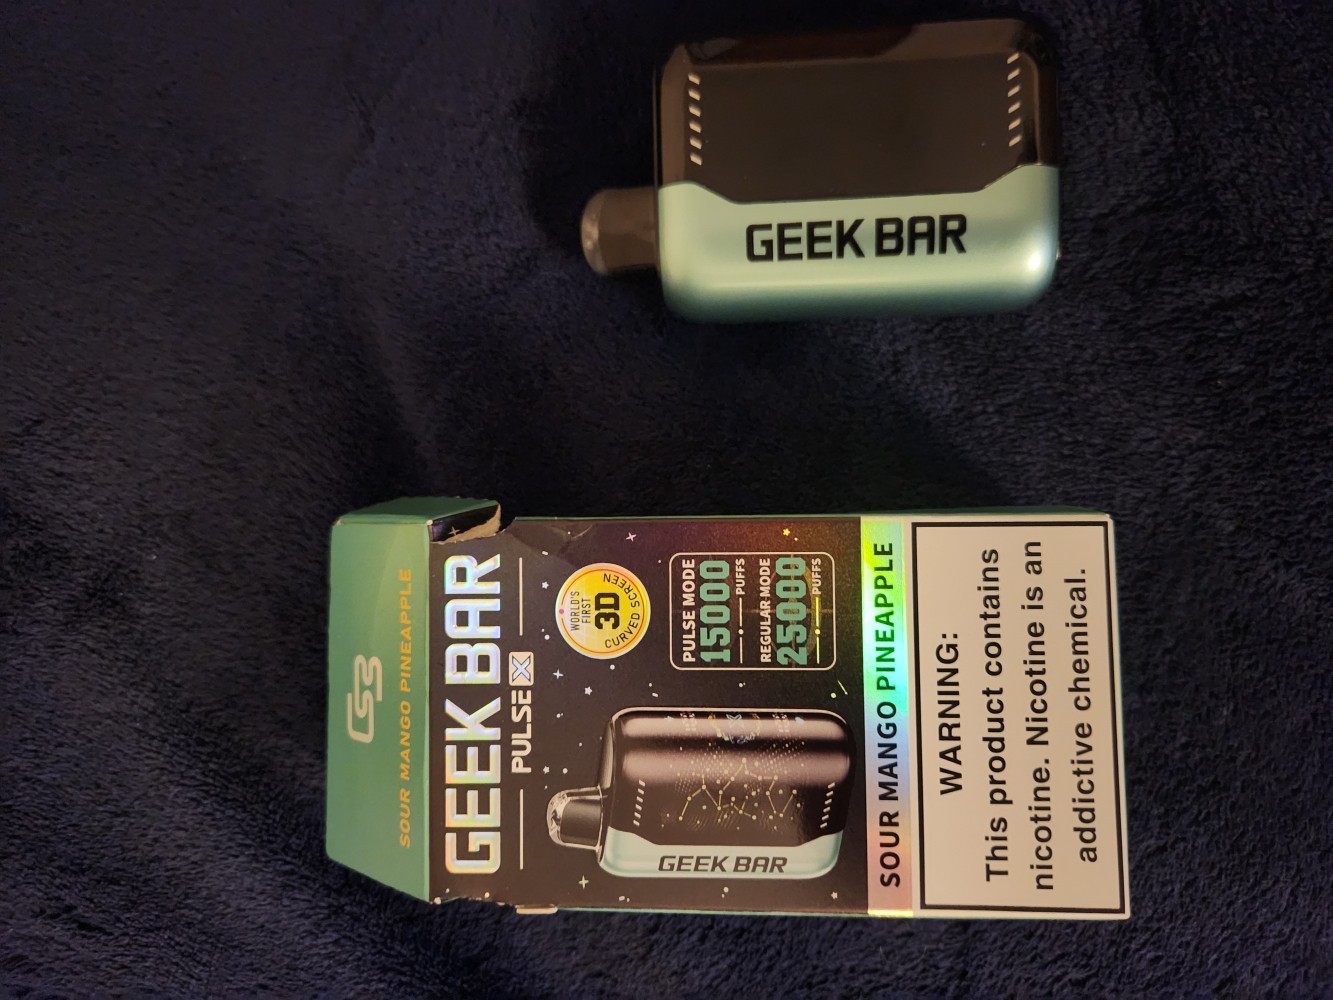 GEEK BAR
SOUR MANGO PINEAPPLE
GEEK BAR
PULSE X
WORLD'S
FIRST
3D
CURVED SCREEN
PULSE MODE
15000
PUFFS
REGULAR MODE
25000
PUFFS
GEEK BAR
SOUR MANGO PINEAPPLE
WARNING:
This product contains
nicotine. Nicotine is an
addictive chemical.